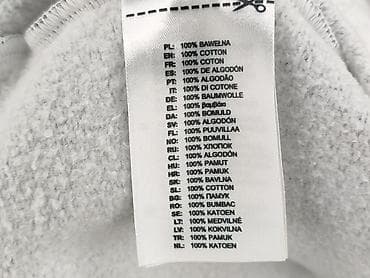 PL: 100% BAWEŁNA
EN: 100% COTTON
FR: 100% COTON
ES: 100% DE ALGODÓN
PT: 100% ALGODÃO
IT: 100% DI COTONE
DE: 100% BAUMWOLLE
EL: 100% βαμβάκι
DA: 100% BOMULD
SV: 100% ALGODÓN
FL: 100% PUUVILLAA
NO: 100% BOMULL
RU: 100% ХЛОПОК
CL: 100% ALGODÓN
HU: 100% PAMUT
HR: 100% PAMUK
SK: 100% BAVLNA
SL: 100% COTTON
BG: 100% ПАМУК
RO: 100% BUMBAC
SE: 100% KATOEN
LT: 100% MEDVILNĖ
LV: 100% KOKVILNA
TR: 100% PAMUK
NL: 100% KATOEN